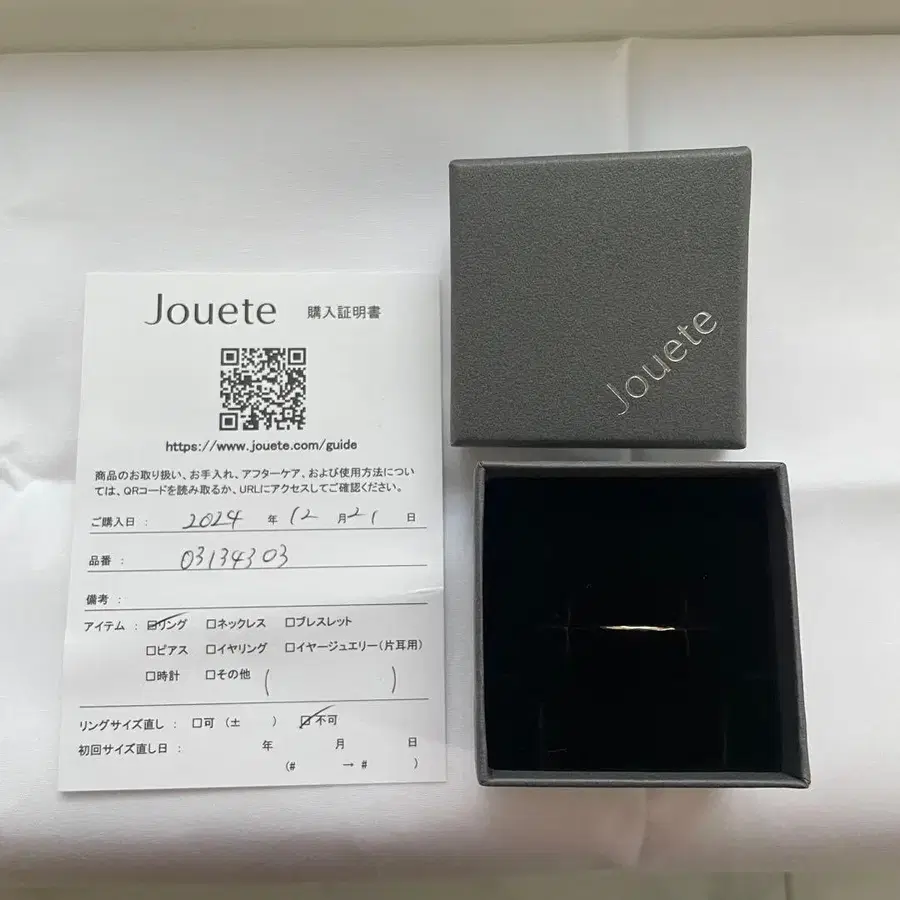 Jouete 購入証明書
https://www.jouete.com/guide
商品のお取り扱い、お手入れ、アフターケア、および使用方法につい
ては、QRコードを読み取るか、URLにアクセスしてご確認ください。
ご購入日 : 2024 年 12 月 21 日
品番 : 03134303
備考 :
アイテム : ☑リング □ネックレス □ブレスレット
□ピアス □イヤリング □イヤージュエリー(片耳用)
□時計 □その他 ( )
リングサイズ直し : □可 (± ) ☑不可
初回サイズ直し日 : 年 月 日
(# → # )
Jouete